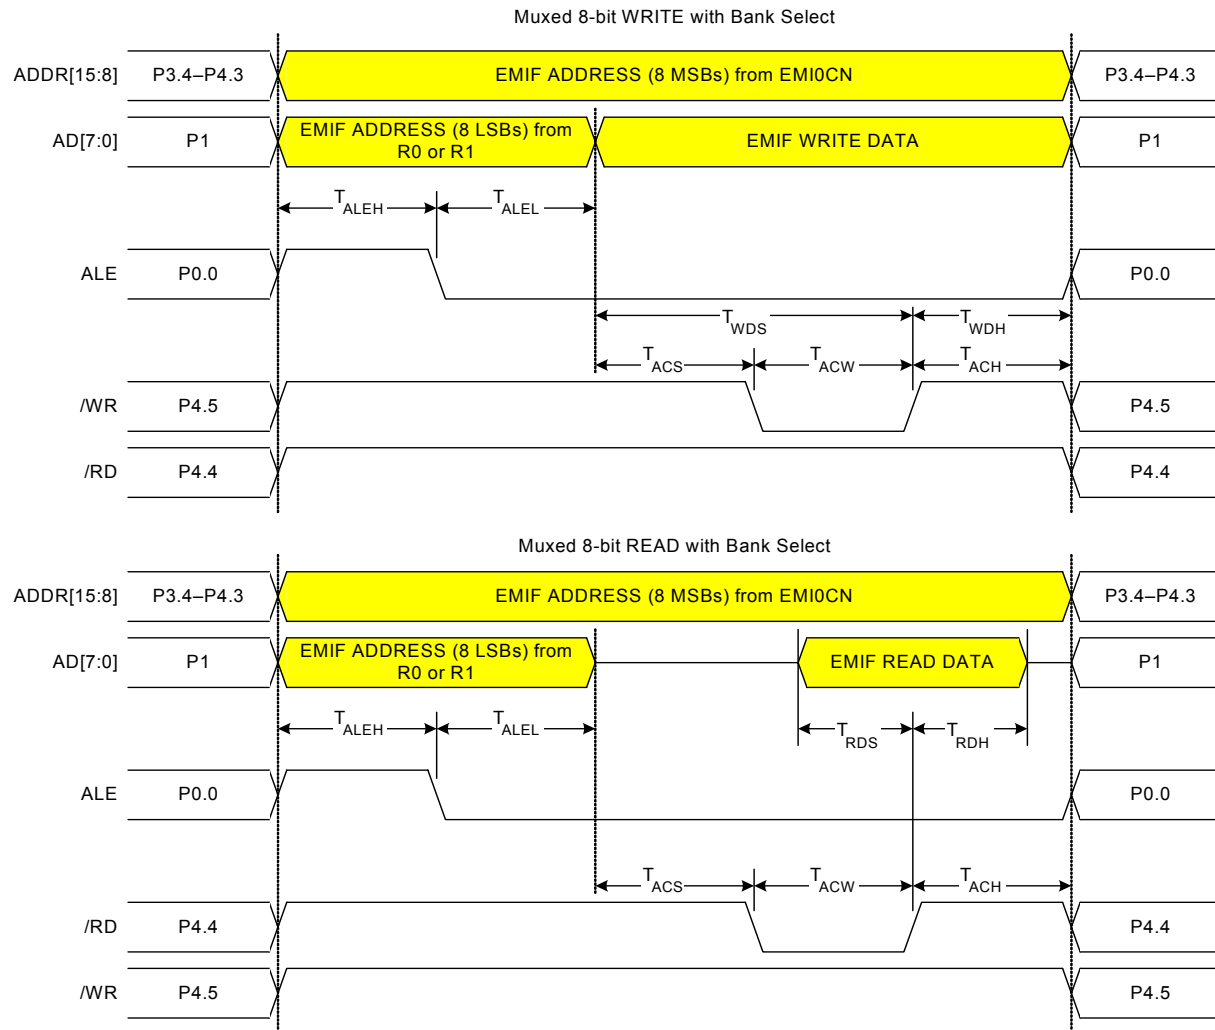 Muxed 8-bit WRITE with Bank Select
ADDR[15:8] P3.4–P4.3 EMIF ADDRESS (8 MSBs) from EMI0CN P3.4–P4.3
AD[7:0] P1 EMIF ADDRESS (8 LSBs) from R0 or R1 EMIF WRITE DATA P1
TALEH TALEL
ALE P0.0 P0.0
TWDS TWDH
TACS TACW TACH
/WR P4.5 P4.5
/RD P4.4 P4.4
Muxed 8-bit READ with Bank Select
ADDR[15:8] P3.4–P4.3 EMIF ADDRESS (8 MSBs) from EMI0CN P3.4–P4.3
AD[7:0] P1 EMIF ADDRESS (8 LSBs) from R0 or R1 EMIF READ DATA P1
TALEH TALEL TRDS TRDH
ALE P0.0 P0.0
TACS TACW TACH
/RD P4.4 P4.4
/WR P4.5 P4.5